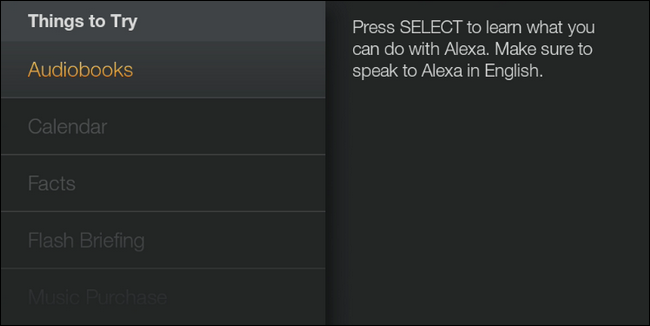 Things to Try
Audiobooks
Calendar
Facts
Flash Briefing
Music Purchase
Press SELECT to learn what you
can do with Alexa. Make sure to
speak to Alexa in English.